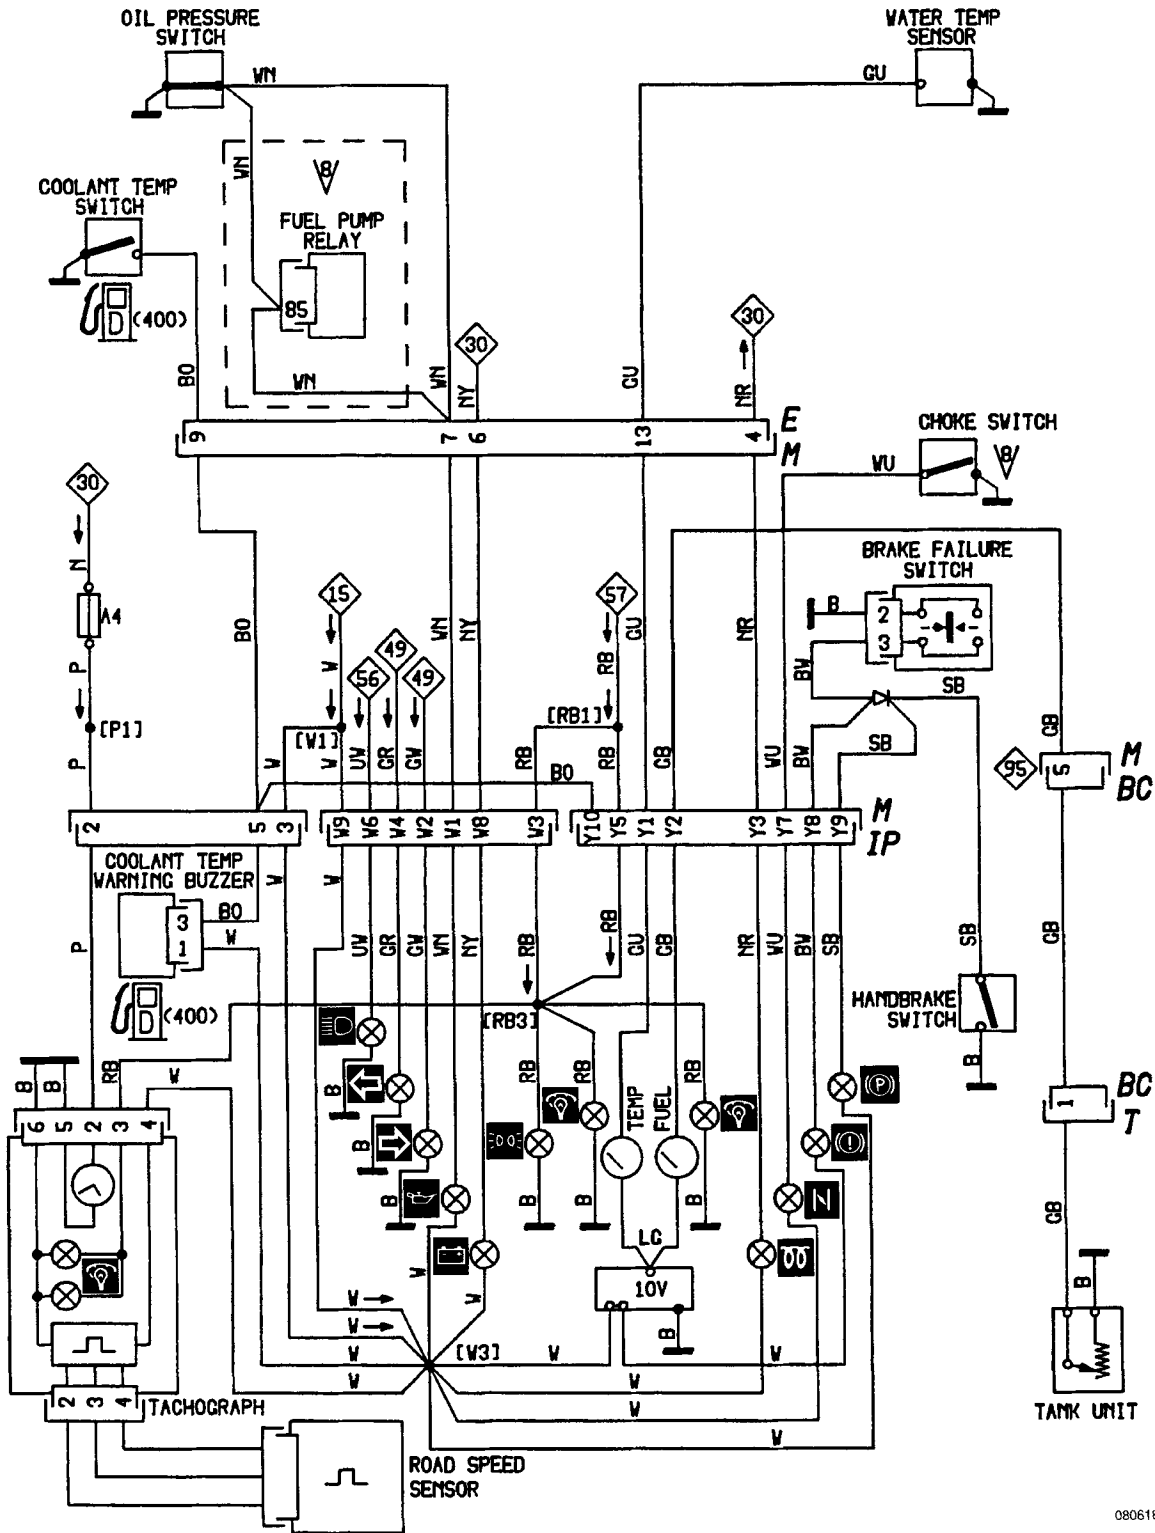 OIL PRESSURE
SWITCH
WATER TEMP
SENSOR
WN
GU
WN
8
COOLANT TEMP
SWITCH
FUEL PUMP
RELAY
85
(400)
30
30
BO
WN
WN
NY
GU
NR
9
7
6
13
4
E
M
CHOKE SWITCH
8
WU
30
BRAKE FAILURE
SWITCH
N
A4
15
57
B
2
3
BO
WN
NY
GU
NR
W
49
RB
BW
P
56
49
SB
[P1]
[W1]
[RB1]
SB
GB
P
W
W
UW
GR
GW
RB
RB
GB
WU
BW
BO
95
5
M
BC
2
5
3
W9
W6
W4
W2
W1
W8
W3
Y10
Y5
Y1
Y2
Y3
Y7
Y8
Y9
M
IP
COOLANT TEMP
WARNING BUZZER
W
W
3
1
BO
W
P
UW
GR
GW
WN
NY
RB
RB
GU
GB
NR
WU
BW
SB
SB
GB
(400)
[RB3]
HANDBRAKE
SWITCH
B
B
B
RB
W
B
RB
RB
TEMP
FUEL
RB
P
BC
T
1
6
5
2
3
4
B
B
B
B
B
GB
LG
10V
W
W
B
B
W
W
W
[W3]
W
W
W
W
W
W
2
3
4
TACHOGRAPH
TANK UNIT
ROAD SPEED
SENSOR